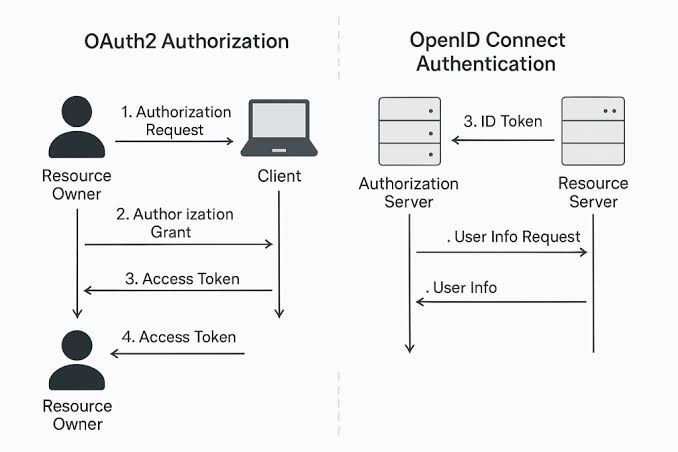 OAuth2 Authorization
1. Authorization
Request
Resource
Owner
Client
2. Author ization
Grant
3. Access Token
4. Access Token
Resource
Owner
OpenID Connect
Authentication
3. ID Token
Authorization
Server
Resource
Server
. User Info Request
. User Info